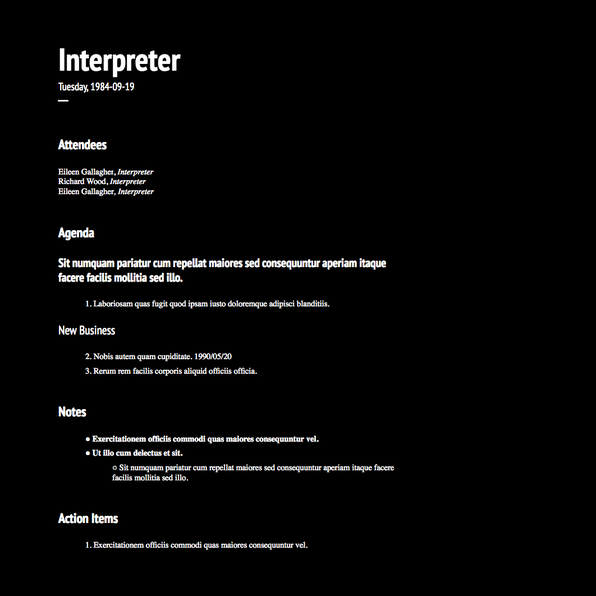 Interpreter
Tuesday, 1984-09-19
—
Attendees
Eileen Gallagher, Interpreter
Richard Wood, Interpreter
Eileen Gallagher, Interpreter
Agenda
Sit numquam pariatur cum repellat maiores sed consequuntur aperiam itaque
facere facilis mollitia sed illo.
1. Laboriosam quas fugit quod ipsam iusto doloremque adipisci blanditiis.
New Business
2. Nobis autem quam cupiditate. 1990/05/20
3. Rerum rem facilis corporis aliquid officiis officia.
Notes
● Exercitationem officiis commodi quas maiores consequuntur vel.
● Ut illo cum delectus et sit.
○ Sit numquam pariatur cum repellat maiores sed consequuntur aperiam itaque facere
facilis mollitia sed illo.
Action Items
1. Exercitationem officiis commodi quas maiores consequuntur vel.